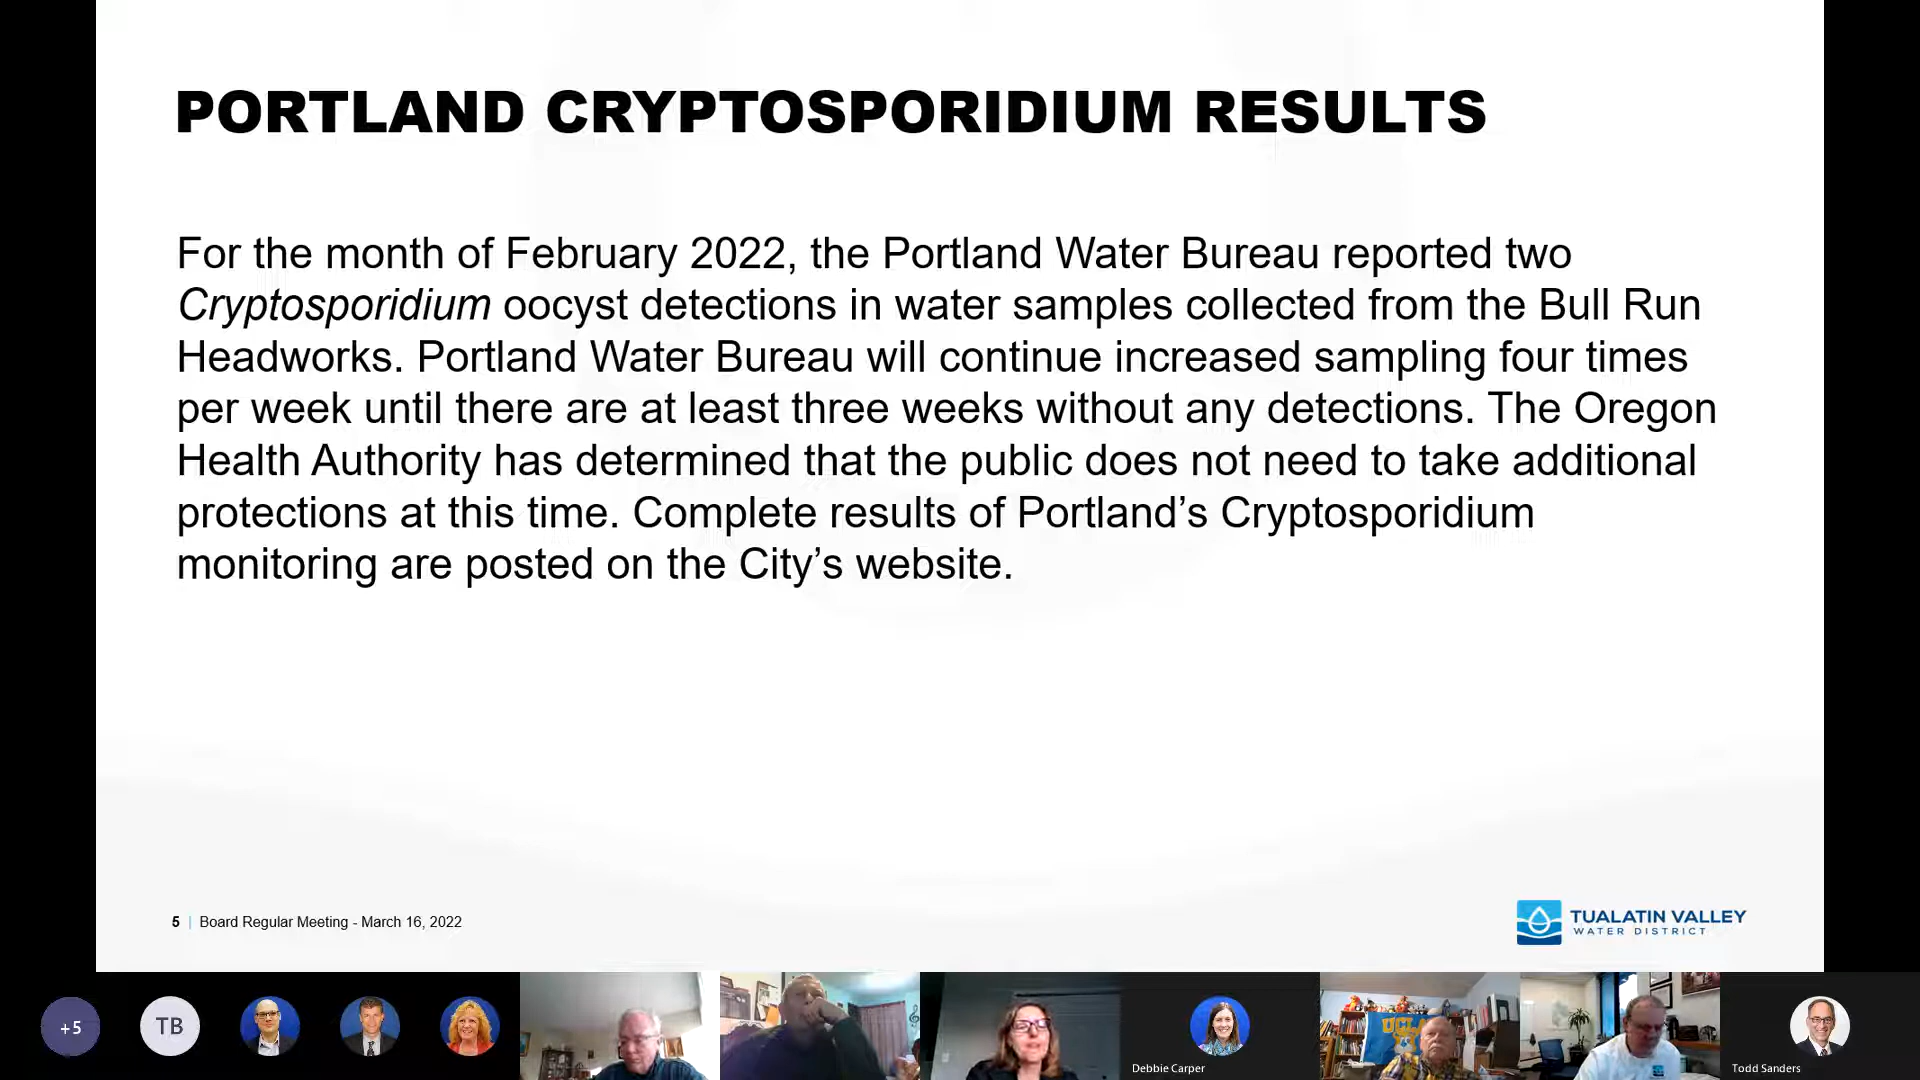 PORTLAND CRYPTOSPORIDIUM RESULTS
For the month of February 2022, the Portland Water Bureau reported two
Cryptosporidium oocyst detections in water samples collected from the Bull Run
Headworks. Portland Water Bureau will continue increased sampling four times
per week until there are at least three weeks without any detections. The Oregon
Health Authority has determined that the public does not need to take additional
protections at this time. Complete results of Portland’s Cryptosporidium
monitoring are posted on the City’s website.
5 | Board Regular Meeting - March 16, 2022
TUALATIN VALLEY
WATER DISTRICT
+5
TB
UCLA
Debbie Carper
Todd Sanders